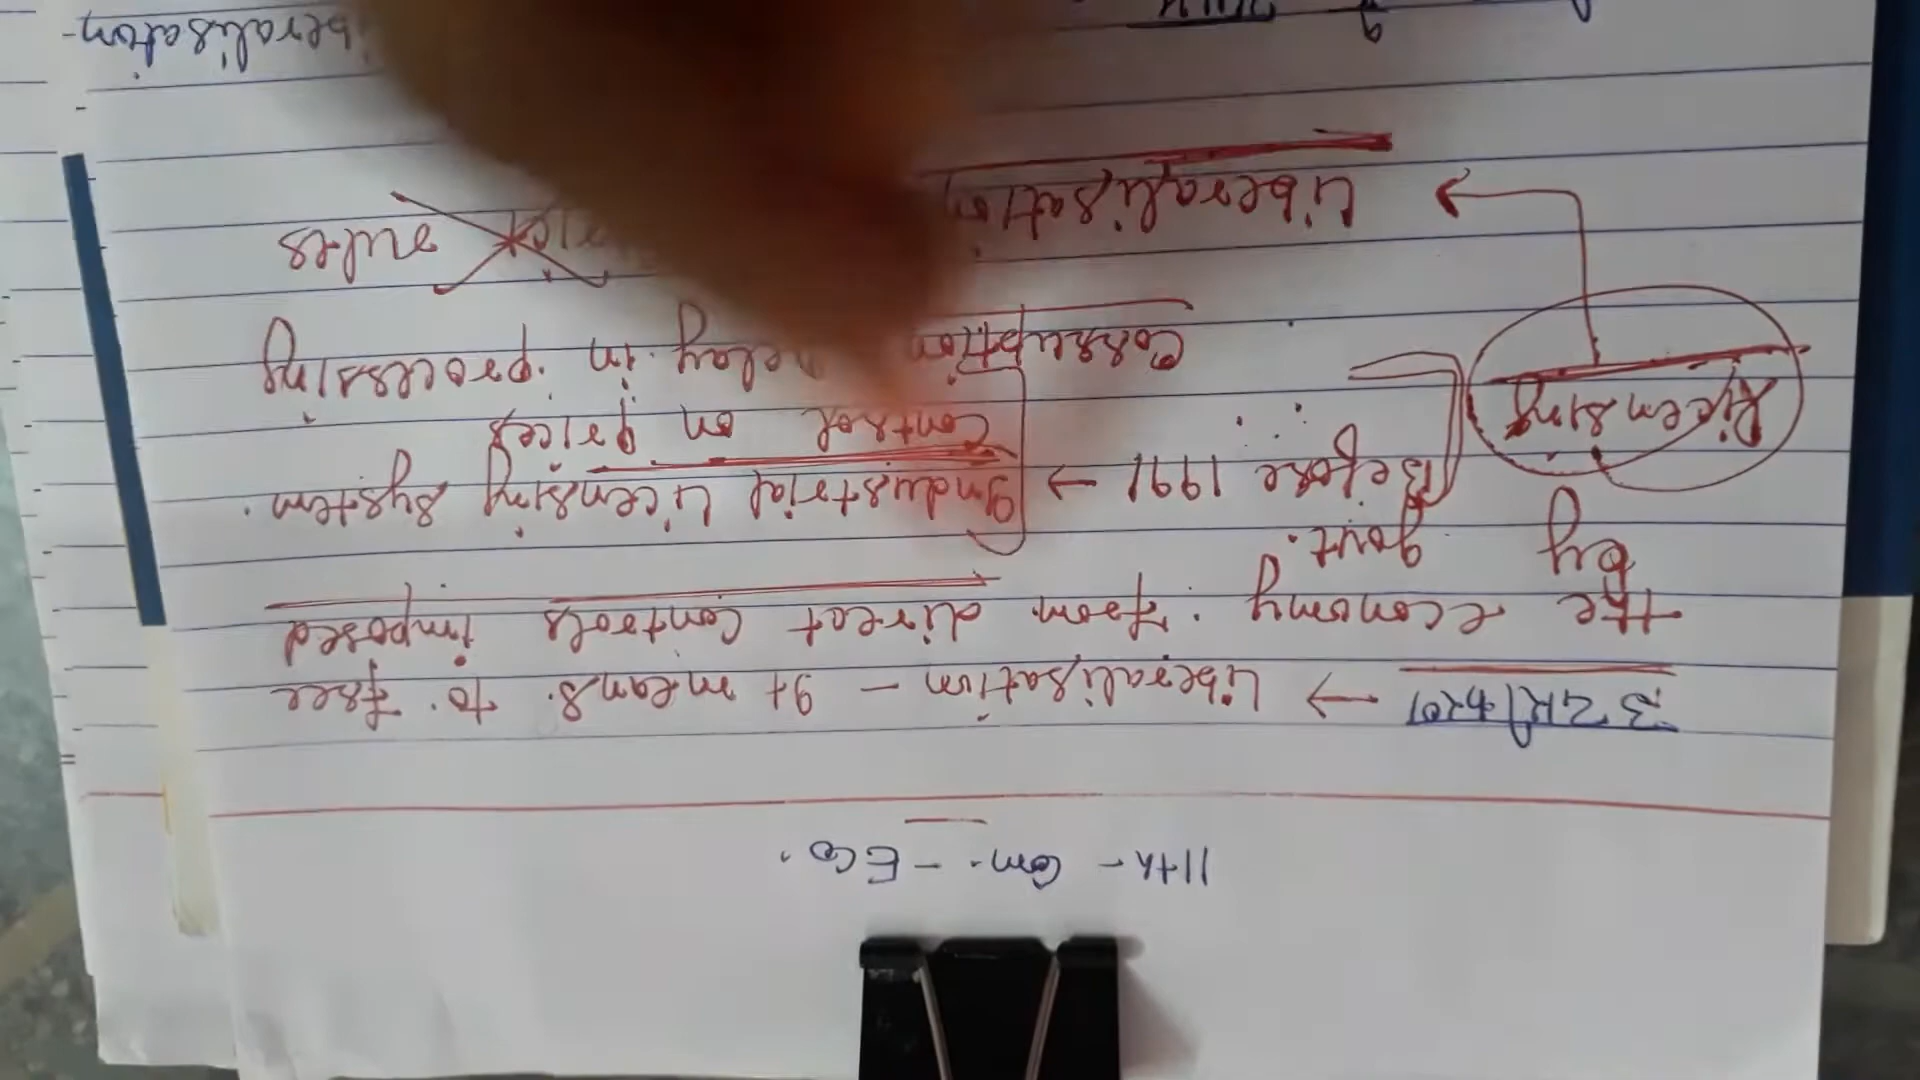 11th - Com. - Eco.
उदारीकरण → Liberalisation - It means to free
the economy from direct Controls imposed
by govt.
Before 1991 → Industrial Licensing System.
Licensing
Control on prices
Corruption Delay in processing
Liberalisation rules